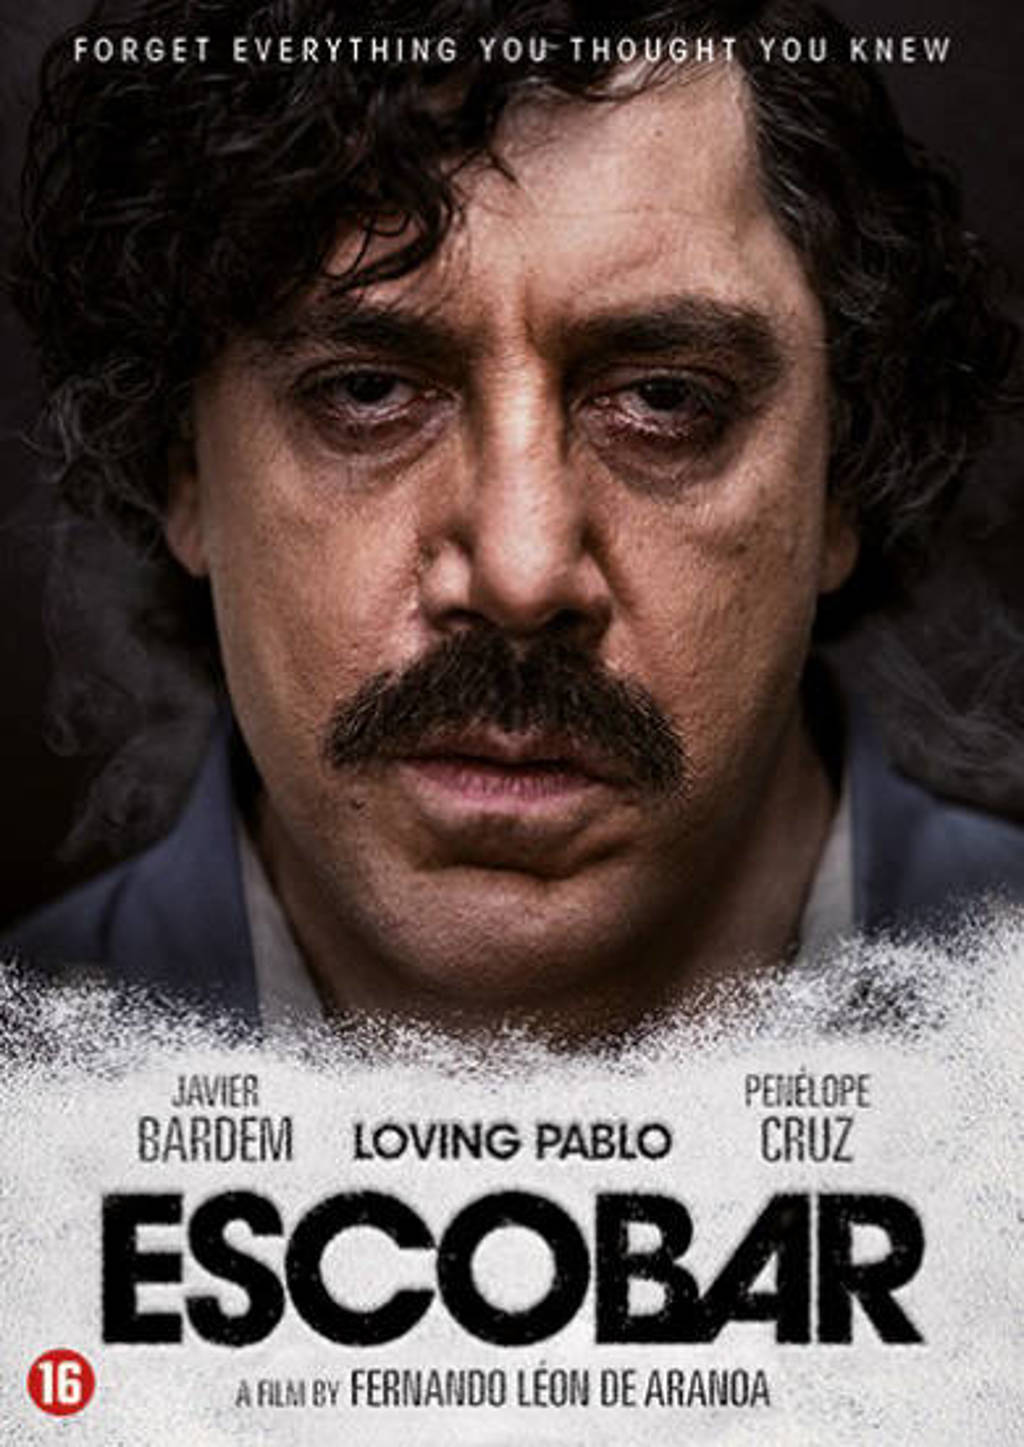 FORGET EVERYTHING YOU THOUGHT YOU KNEW
JAVIER
BARDEM
LOVING PABLO
PENÉLOPE
CRUZ
ESCOBAR
16
A FILM BY FERNANDO LÉON DE ARANOA